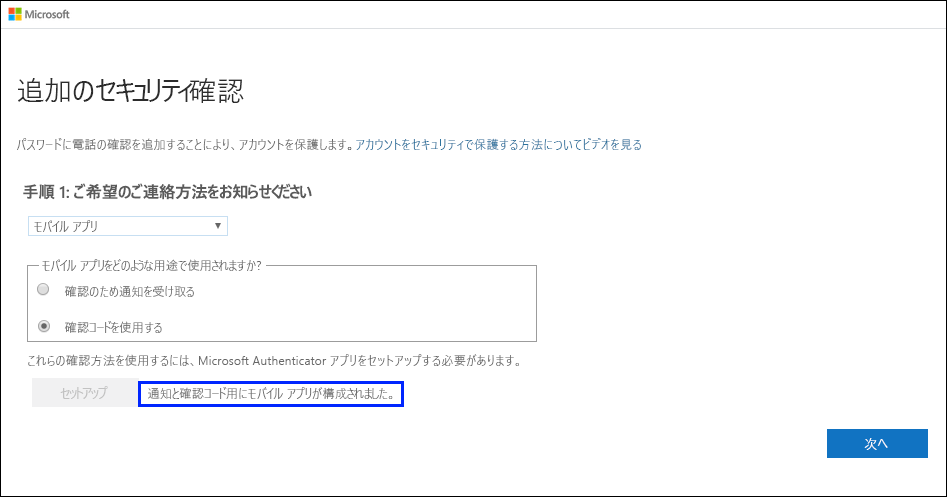 Microsoft
追加のセキュリティ確認
パスワードに電話の確認を追加することにより、アカウントを保護します。アカウントをセキュリティで保護する方法についてビデオを見る
手順 1: ご希望のご連絡方法をお知らせください
モバイル アプリ
モバイル アプリをどのような用途で使用されますか?
確認のため通知を受け取る
確認コードを使用する
これらの確認方法を使用するには、Microsoft Authenticator アプリをセットアップする必要があります。
セットアップ 通知と確認コード用にモバイル アプリが構成されました。
次へ